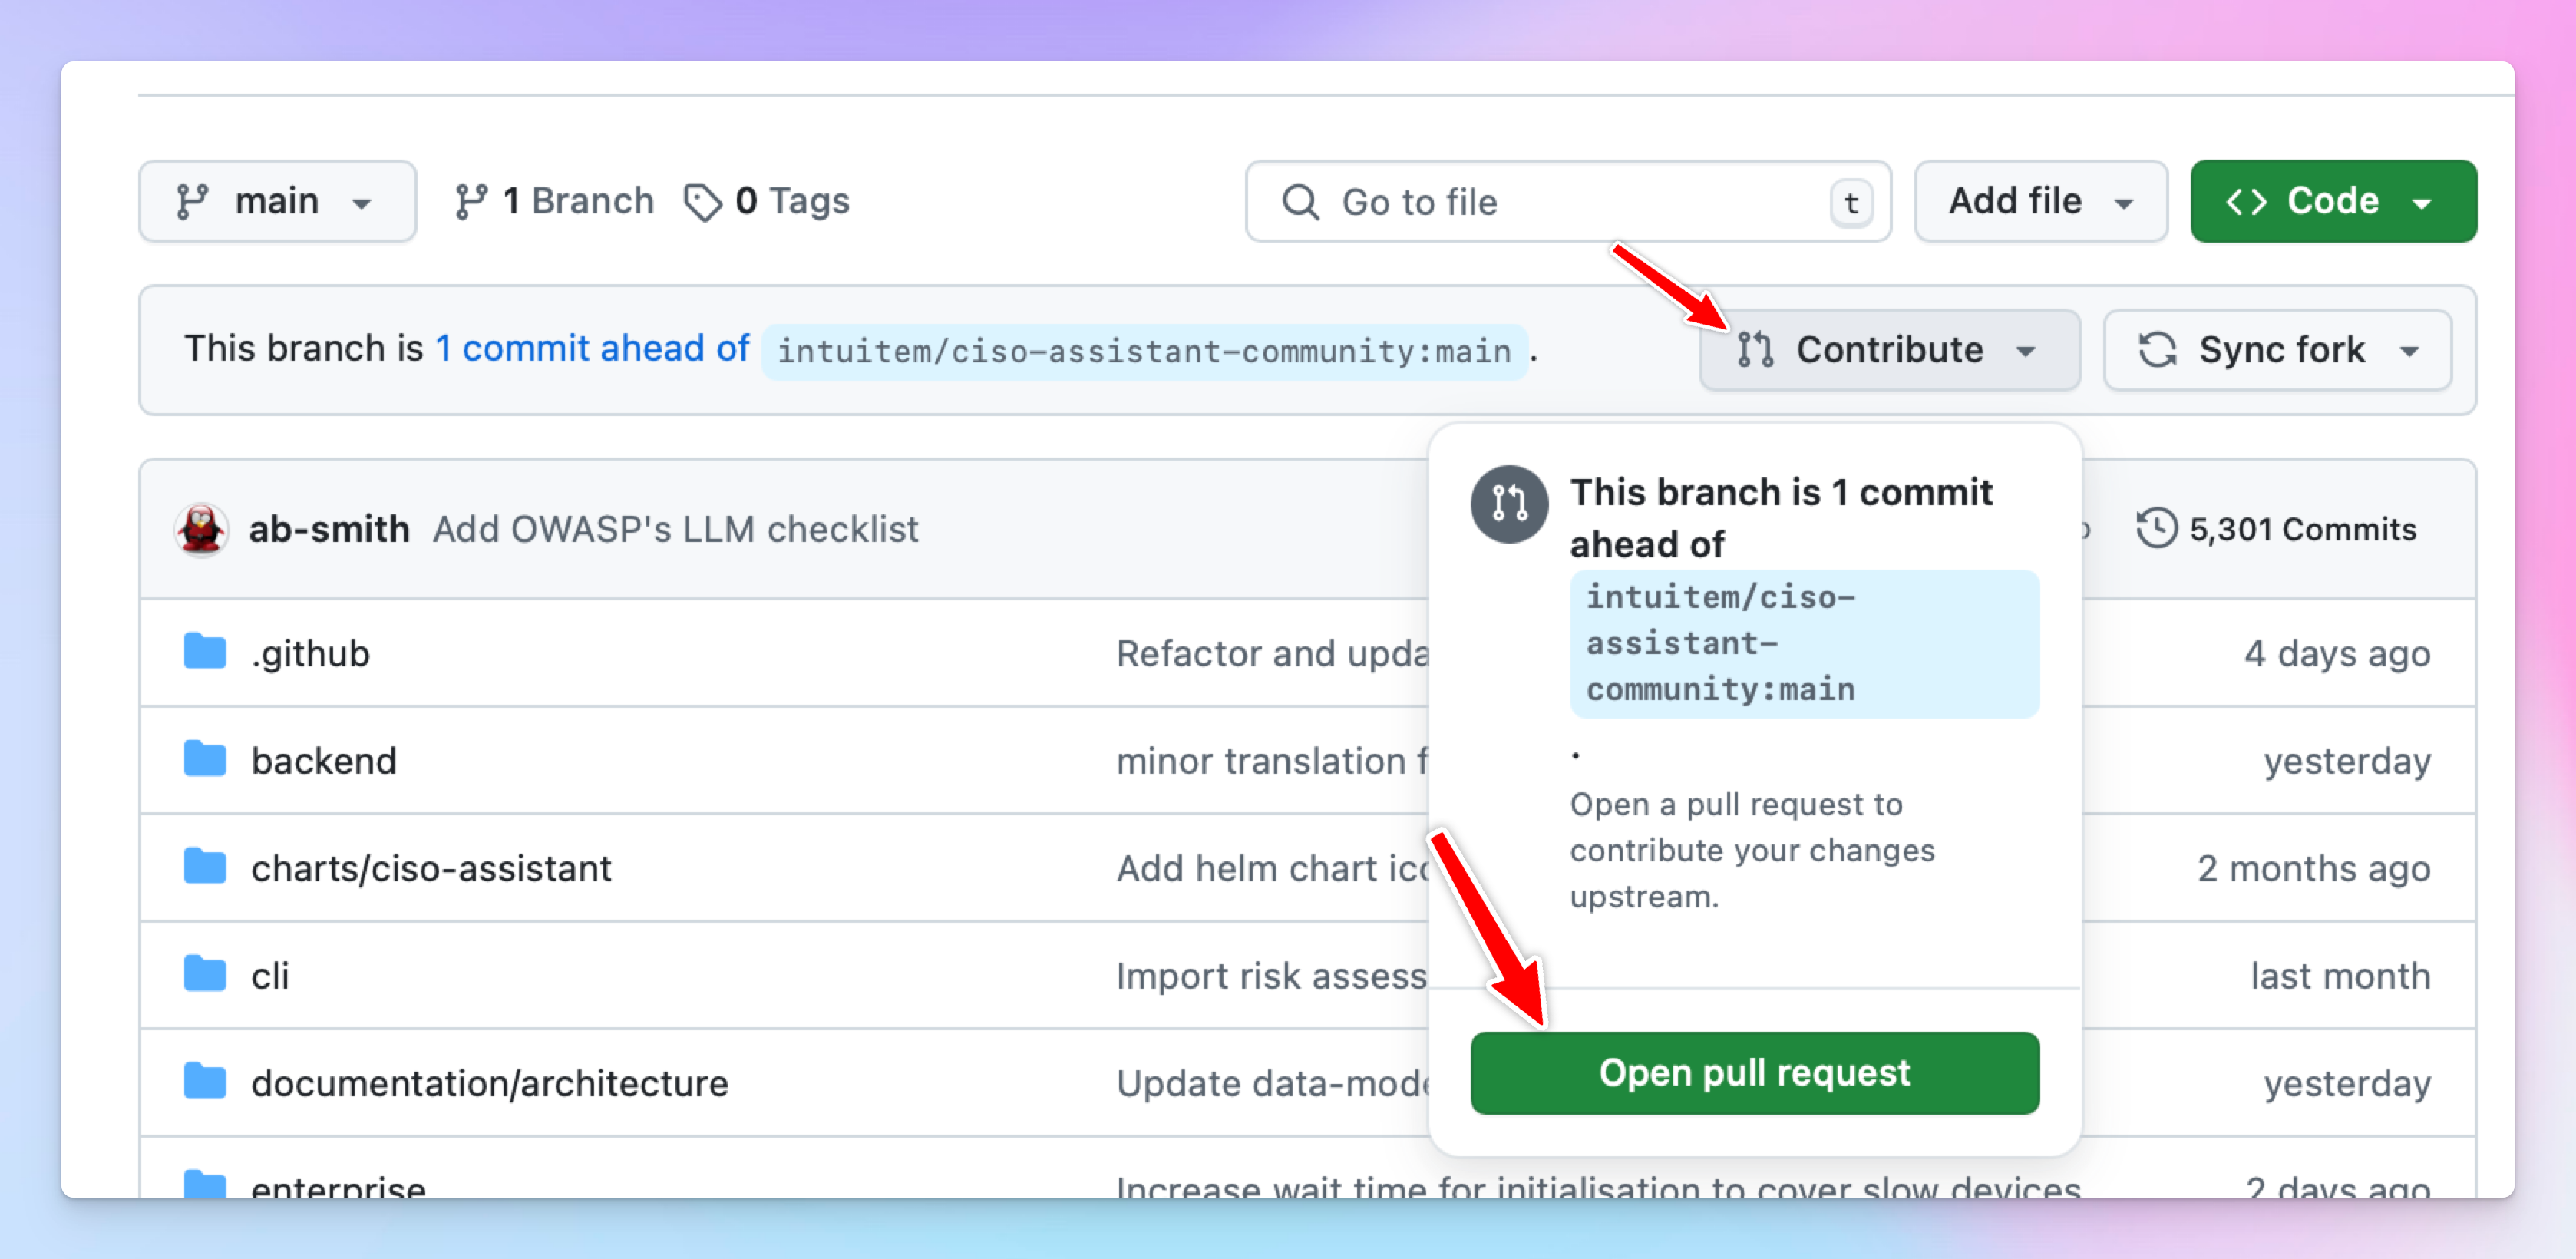 main
1 Branch
0 Tags
Go to file
t
Add file
Code
This branch is 1 commit ahead of intuitem/ciso-assistant-community:main .
Contribute
Sync fork
ab-smith Add OWASP's LLM checklist
5,301 Commits
This branch is 1 commit
ahead of
intuitem/ciso-
assistant-
community:main
.
Open a pull request to
contribute your changes
upstream.
Open pull request
.github Refactor and upda 4 days ago
backend minor translation f yesterday
charts/ciso-assistant Add helm chart ico 2 months ago
cli Import risk assess last month
documentation/architecture Update data-mode yesterday
enterprise Increase wait time for initialisation to cover slow devices 2 days ago